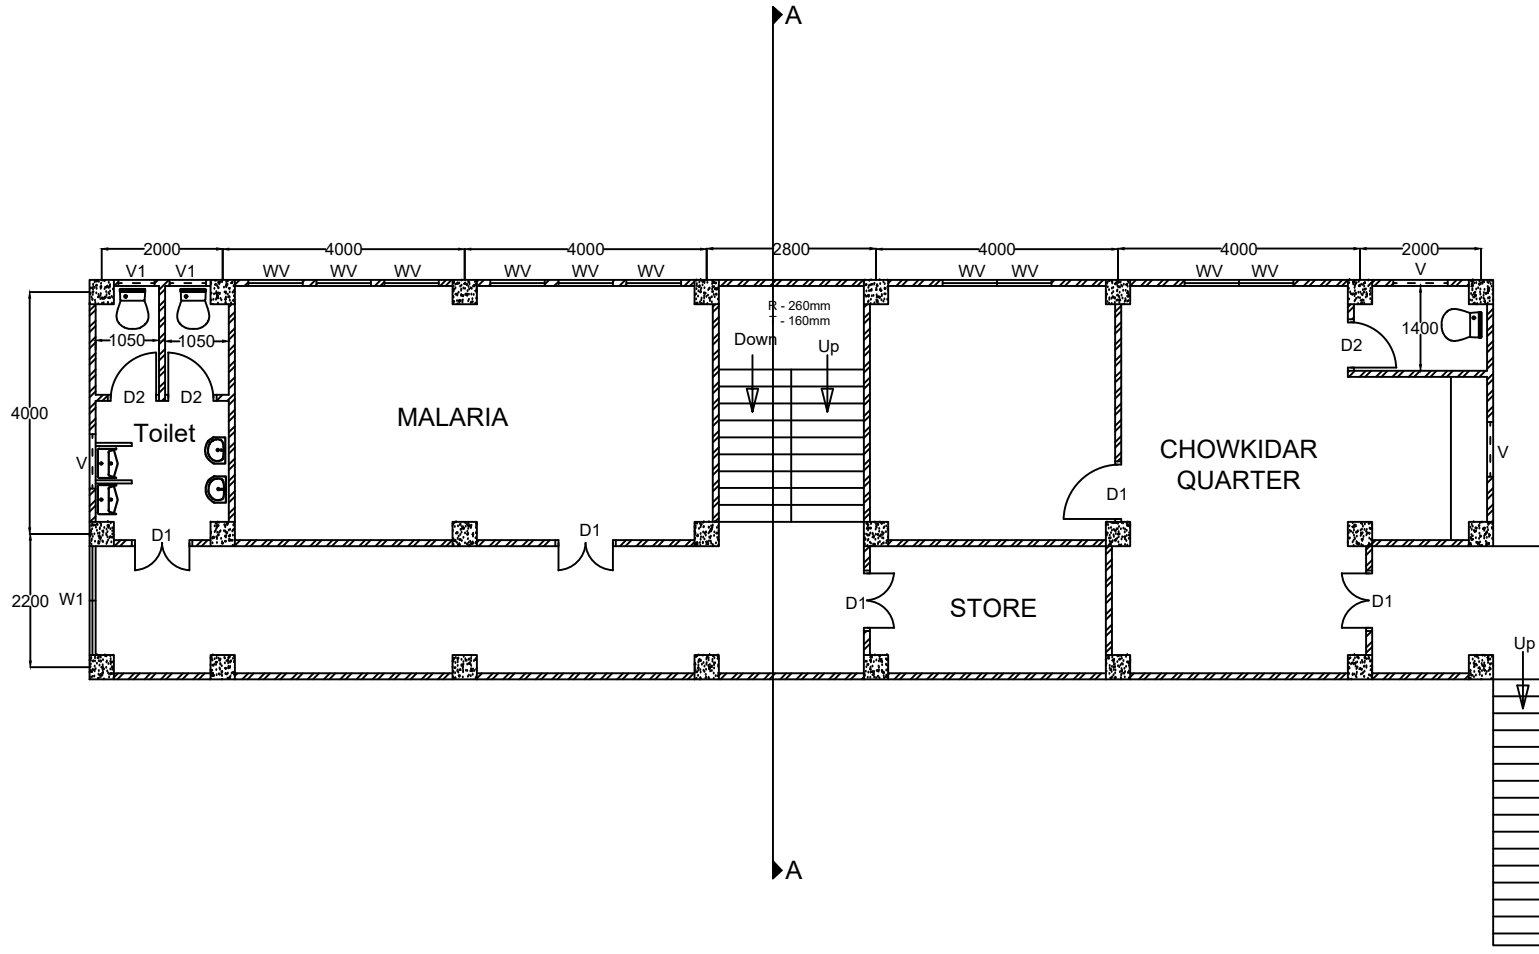 A
2000
4000
4000
2800
4000
4000
2000
V1
V1
WV
WV
WV
WV
WV
WV
WV
WV
WV
WV
V
R - 260mm
T - 160mm
1050
1050
1400
Down
Up
D2
D2
D2
4000
MALARIA
Toilet
CHOWKIDAR
QUARTER
V
V
D1
D1
D1
2200
W1
D1
STORE
D1
Up
A